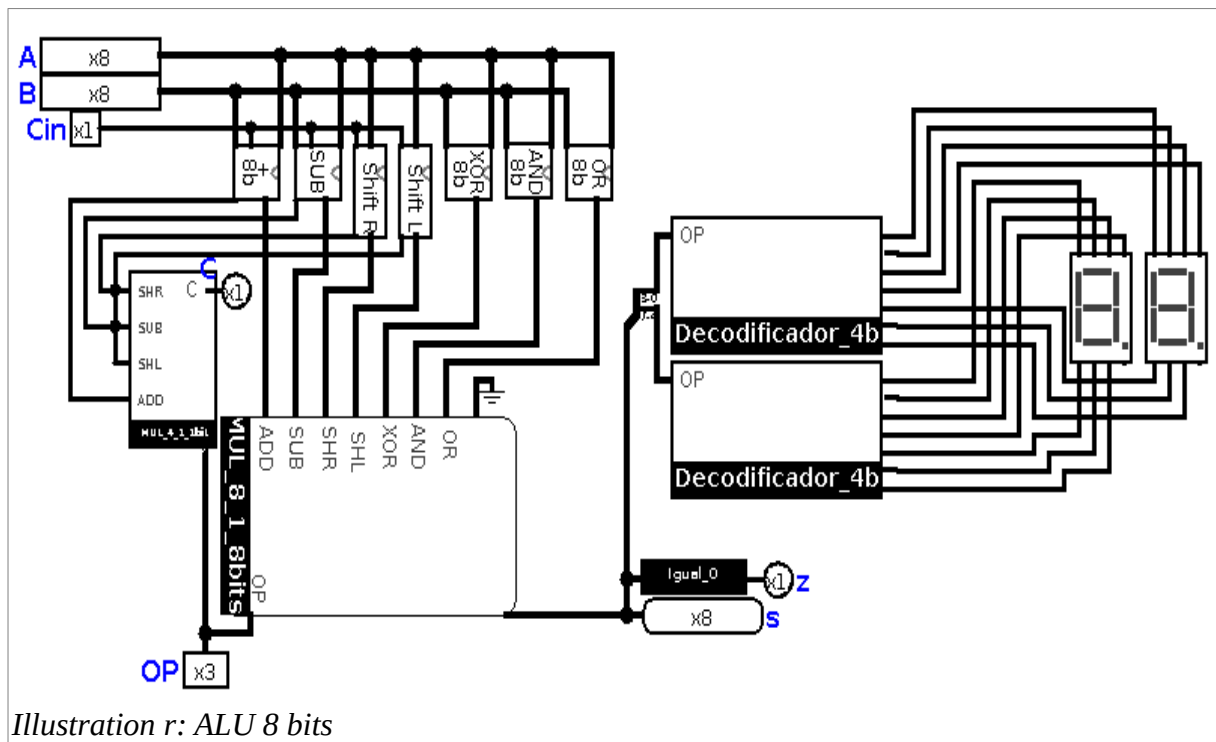 A x8
B x8
Cin x1
+ 8b
SUB
Shift R
Shift L
XOR 8b
AND 8b
OR 8b
C
SHR C x1
SUB
SHL
ADD
MUL_4_1_1bit
MUL_8_1_8bits
ADD SUB SHR SHL XOR AND OR
OP
OP x3
OP
Decodificador_4b
OP
Decodificador_4b
Igual_0 x1 z
x8 s
Illustration r: ALU 8 bits